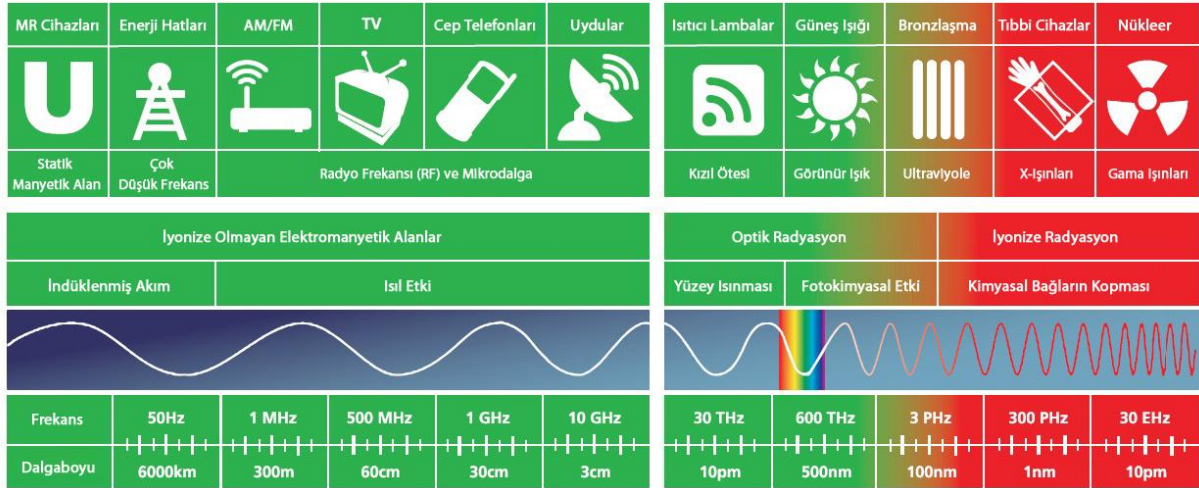 MR Cihazları Enerji Hatları AM/FM TV Cep Telefonları Uydular Isıtıcı Lambalar Güneş Işığı Bronzlaşma Tıbbi Cihazlar Nükleer
Statik Manyetik Alan
Çok Düşük Frekans
Radyo Frekansı (RF) ve Mikrodalga
Kızıl Ötesi Görünür Işık Ultraviyole X-Işınları Gama Işınları
İyonize Olmayan Elektromanyetik Alanlar Optik Radyasyon İyonize Radyasyon
İndüklenmiş Akım Isıl Etki Yüzey Isınması Fotokimyasal Etki Kimyasal Bağların Kopması
Frekans 50Hz 1 MHz 500 MHz 1 GHz 10 GHz 30 THz 600 THz 3 PHz 300 PHz 30 EHz
Dalgaboyu 6000km 300m 60cm 30cm 3cm 10pm 500nm 100nm 1nm 10pm